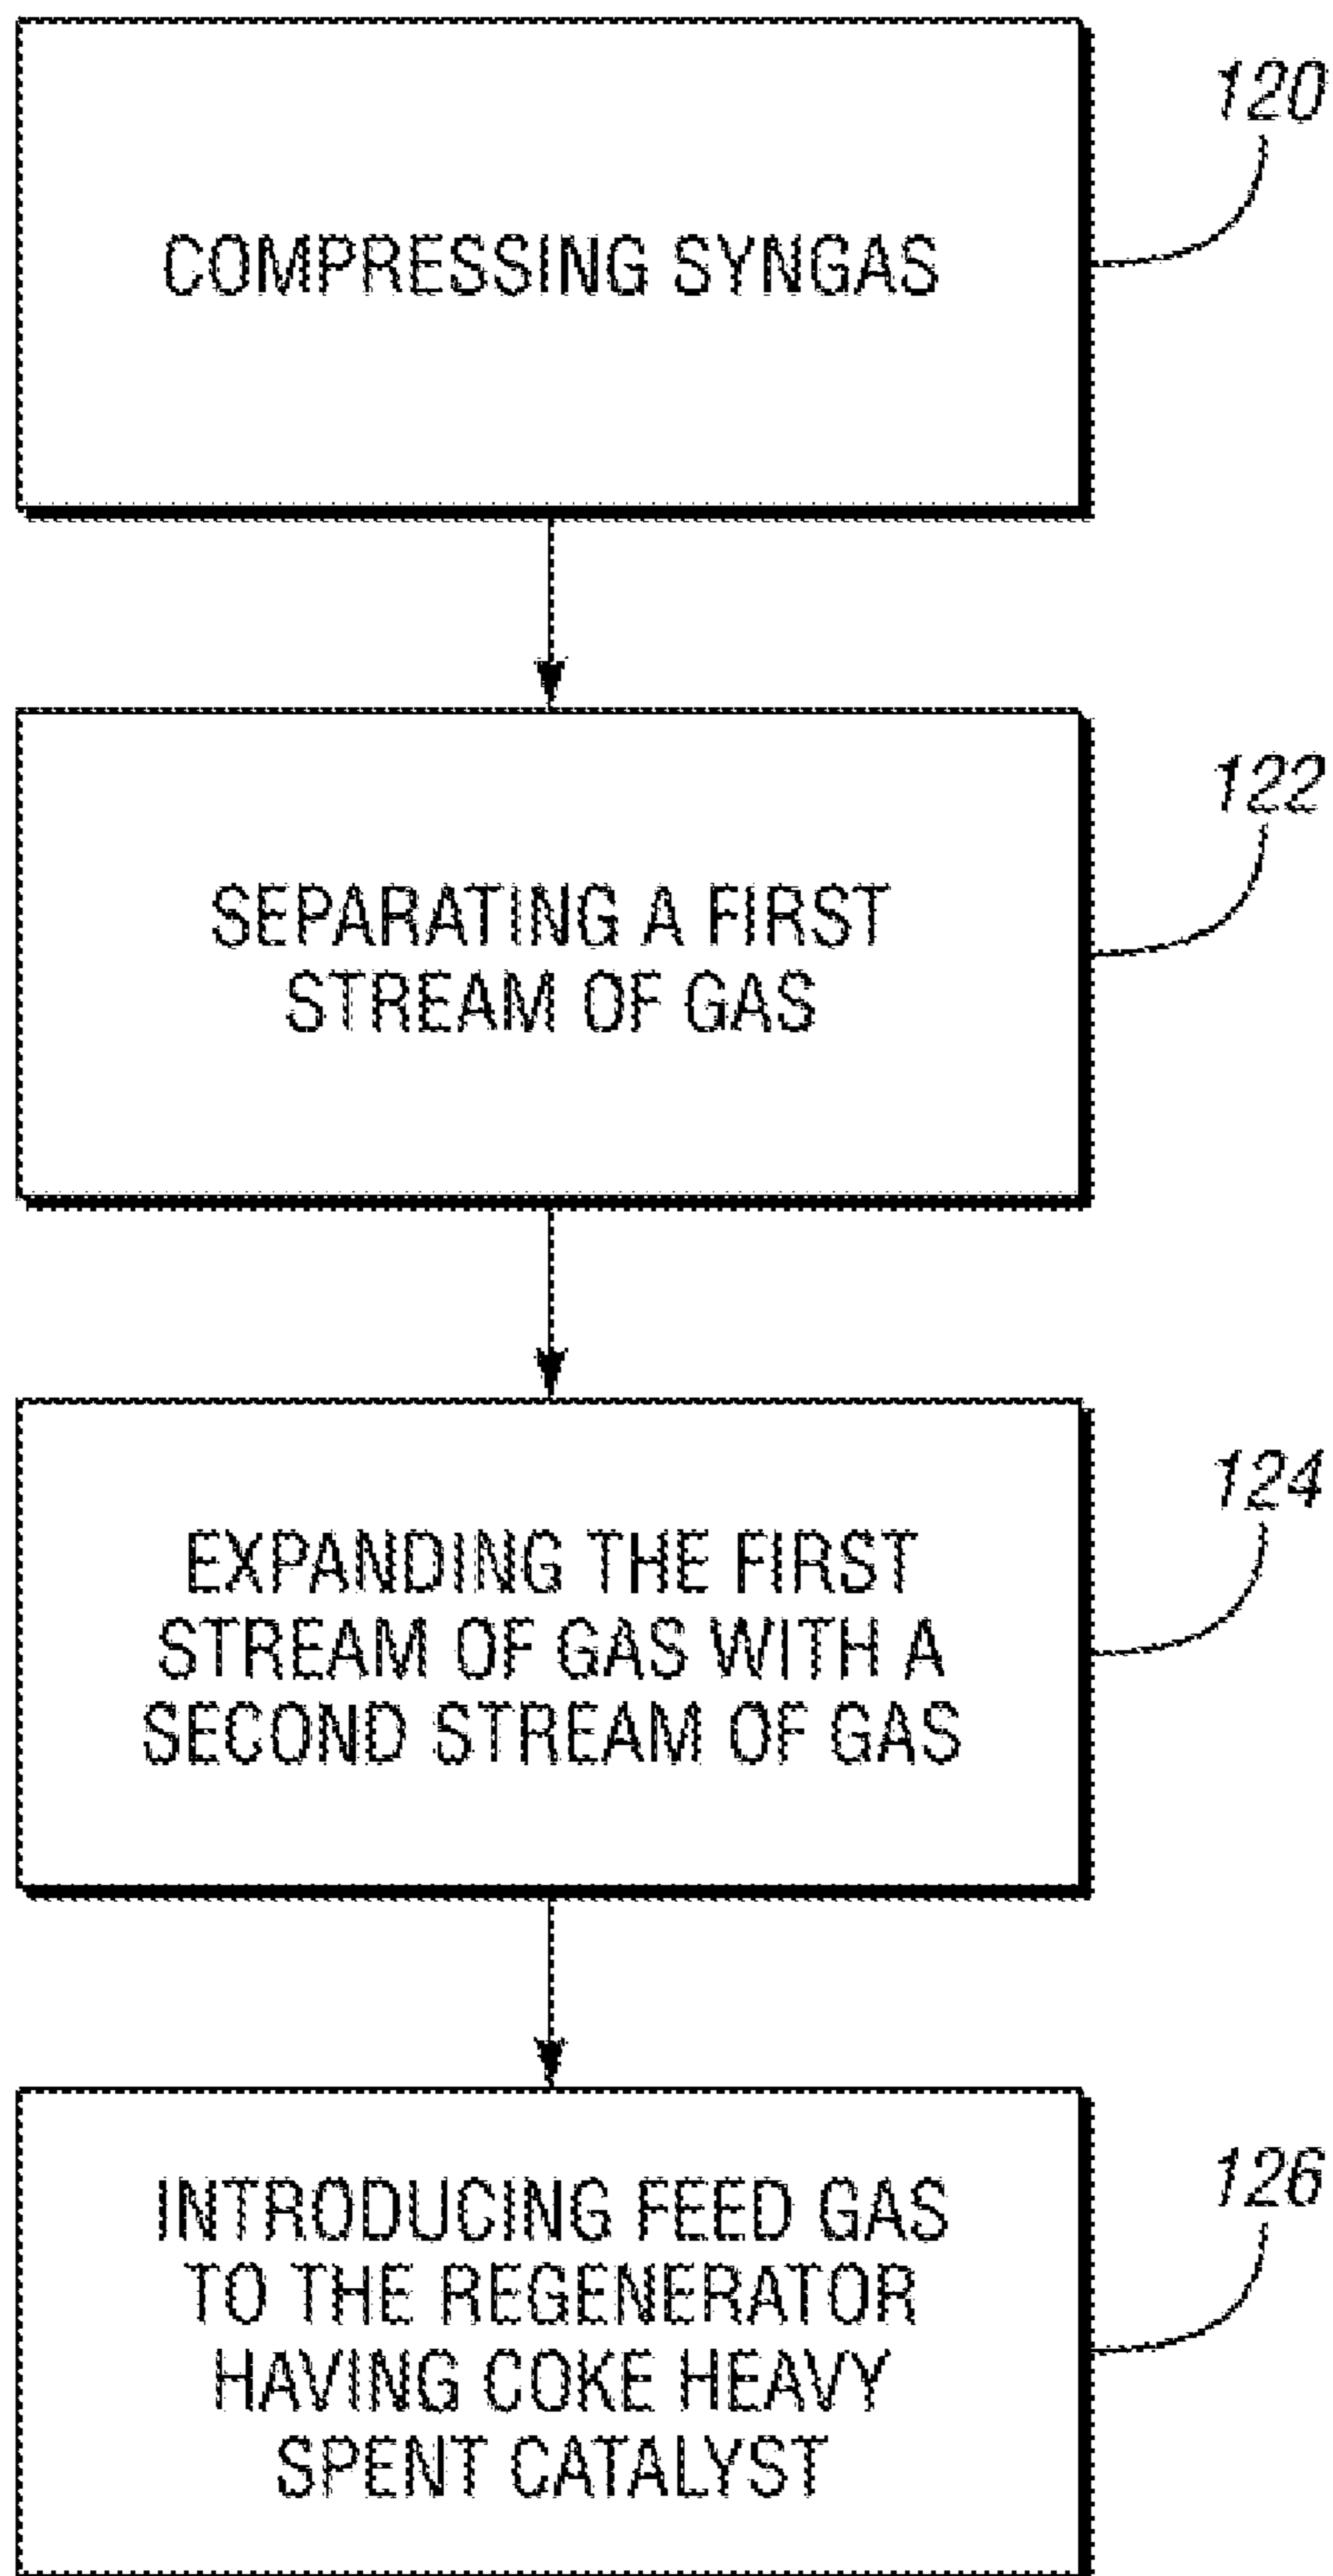 120
COMPRESSING SYNGAS
122
SEPARATING A FIRST
STREAM OF GAS
124
EXPANDING THE FIRST
STREAM OF GAS WITH A
SECOND STREAM OF GAS
126
INTRODUCING FEED GAS
TO THE REGENERATOR
HAVING COKE HEAVY
SPENT CATALYST